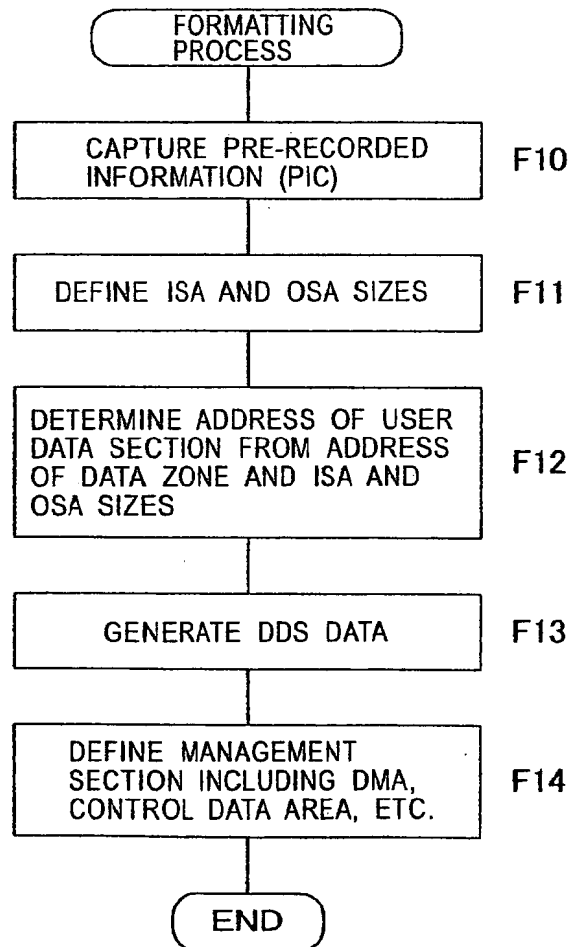 FORMATTING
PROCESS
CAPTURE PRE-RECORDED
INFORMATION (PIC)
F10
DEFINE ISA AND OSA SIZES
F11
DETERMINE ADDRESS OF USER
DATA SECTION FROM ADDRESS
OF DATA ZONE AND ISA AND
OSA SIZES
F12
GENERATE DDS DATA
F13
DEFINE MANAGEMENT
SECTION INCLUDING DMA,
CONTROL DATA AREA, ETC.
F14
END